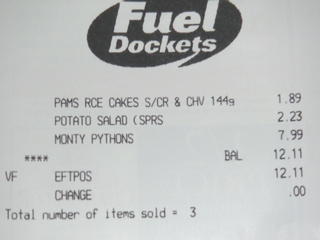 Fuel
Dockets
PAMS RCE CAKES S/CR & CHV 144g 1.89
POTATO SALAD (SPRS 2.23
MONTY PYTHONS 7.99
**** BAL 12.11
VF EFTPOS 12.11
CHANGE .00
Total number of items sold = 3